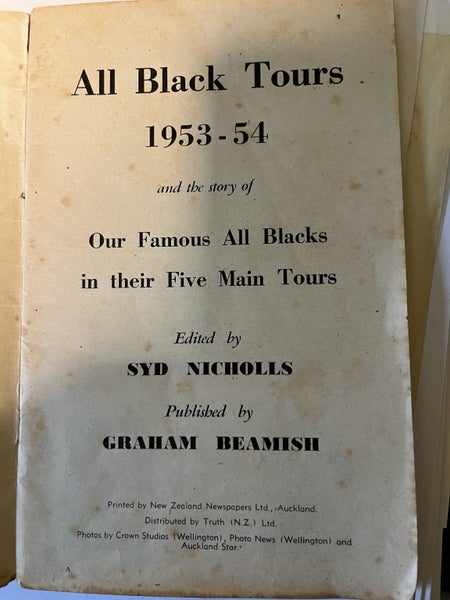 1
All Black Tours
1953-54
and the story of
Our Famous All Blacks
in their Five Main Tours
Edited by
SYD NICHOLLS
Published by
GRAHAM BEAMISH
Printed by New Zealand Newspapers Ltd., Auckland.
Distributed by Truth (N.Z.) Ltd.
Photos by Crown Studios (Wellington), Photo News (Wellington) and
Auckland Star.
A